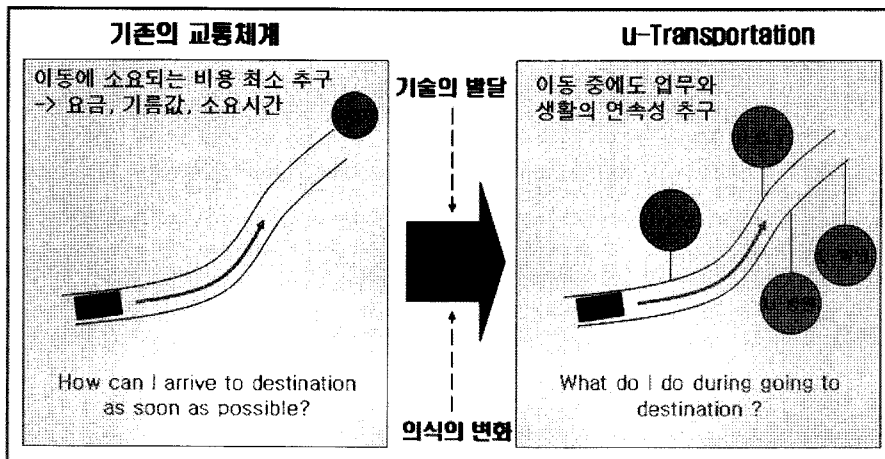 기존의 교통체계
이동에 소요되는 비용 최소 추구
-> 요금, 기름값, 소요시간
How can I arrive to destination
as soon as possible?
기술의 발달
의식의 변화
u-Transportation
이동 중에도 업무와
생활의 연속성 추구
What do I do during going to
destination ?